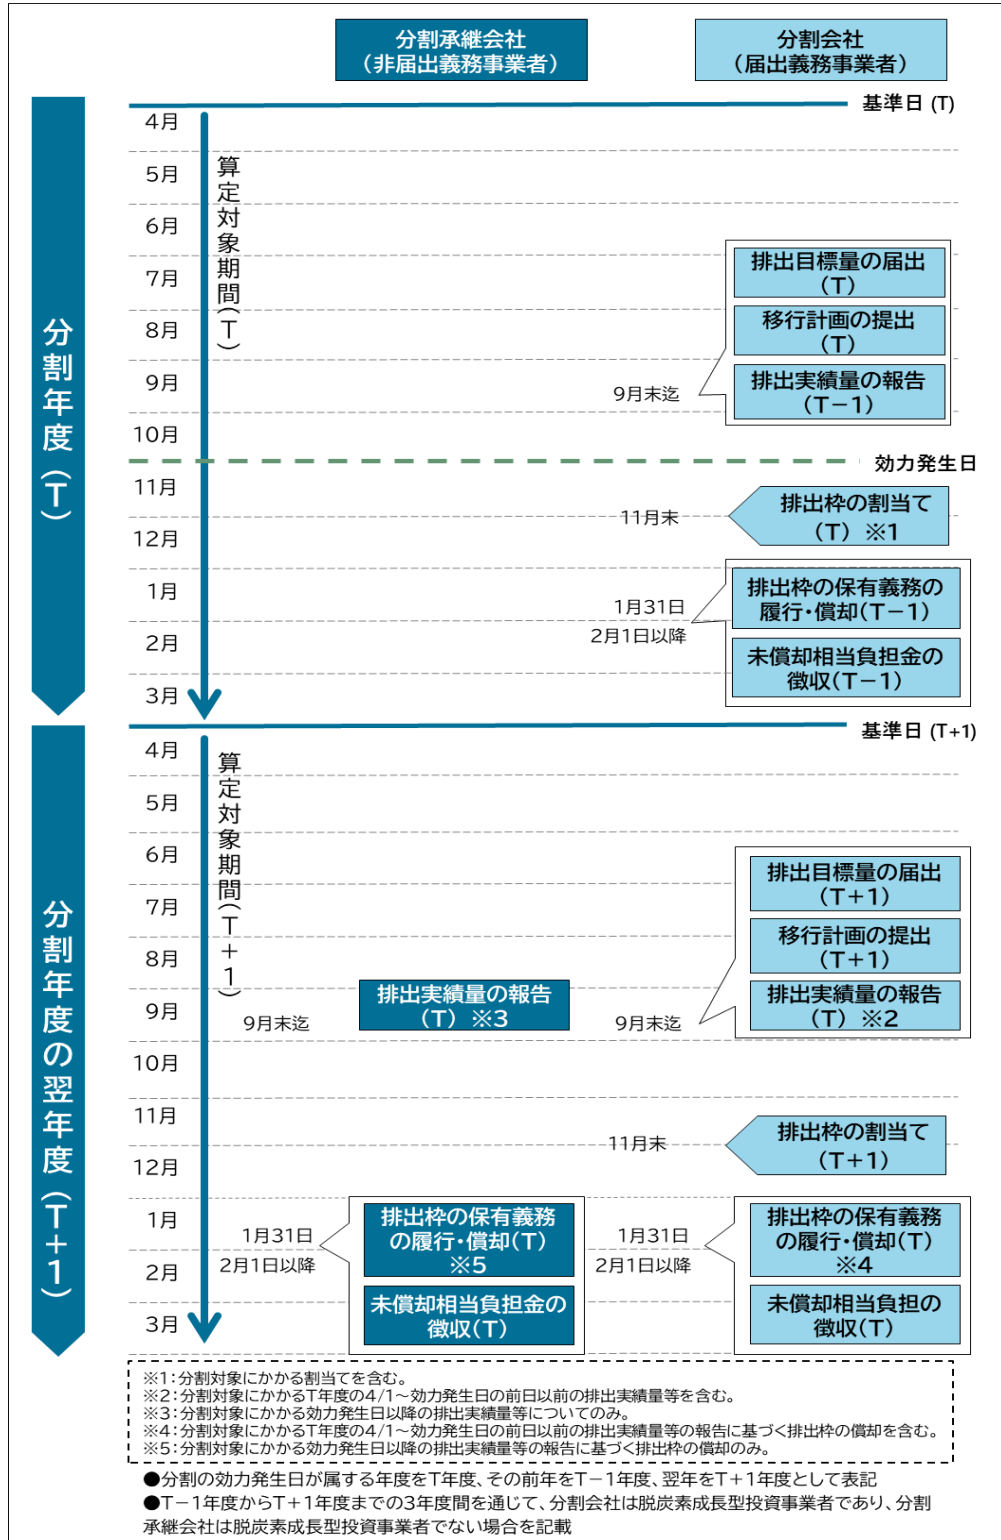 分割承継会社
（非届出義務事業者）
分割会社
（届出義務事業者）
分割年度（T）
基準日 (T)
算定対象期間（T）
4月
5月
6月
7月
8月
9月
10月
11月
12月
1月
2月
3月
排出目標量の届出
（T）
移行計画の提出
（T）
排出実績量の報告
（T－1）
9月末迄
効力発生日
排出枠の割当て
（T）※1
11月末
排出枠の保有義務の
履行・償却（T－1）
未償却相当負担金の
徴収（T－1）
1月31日
2月1日以降
分割年度の翌年度（T＋1）
基準日 (T+1)
算定対象期間（T＋1）
4月
5月
6月
7月
8月
9月
10月
11月
12月
1月
2月
3月
排出目標量の届出
（T＋1）
移行計画の提出
（T＋1）
排出実績量の報告
（T）※2
9月末迄
排出実績量の報告
（T）※3
9月末迄
排出枠の割当て
（T＋1）
11月末
排出枠の保有義務
の履行・償却（T）
※5
未償却相当負担金の
徴収（T）
1月31日
2月1日以降
排出枠の保有義務
の履行・償却（T）
※4
未償却相当負担の
徴収（T）
1月31日
2月1日以降
※1：分割対象にかかる割当てを含む。
※2：分割対象にかかるT年度の4/1～効力発生日の前日以前の排出実績量等を含む。
※3：分割対象にかかる効力発生日以降の排出実績量等についてのみ。
※4：分割対象にかかるT年度の4/1～効力発生日の前日以前の排出実績量等の報告に基づく排出枠の償却を含む。
※5：分割対象にかかる効力発生日以降の排出実績量等の報告に基づく排出枠の償却のみ。
●分割の効力発生日が属する年度をT年度、その前年をT－1年度、翌年をT＋1年度として表記
●T－1年度からT＋1年度までの3年度間を通じて、分割会社は脱炭素成長型投資事業者であり、分割
承継会社は脱炭素成長型投資事業者でない場合を記載